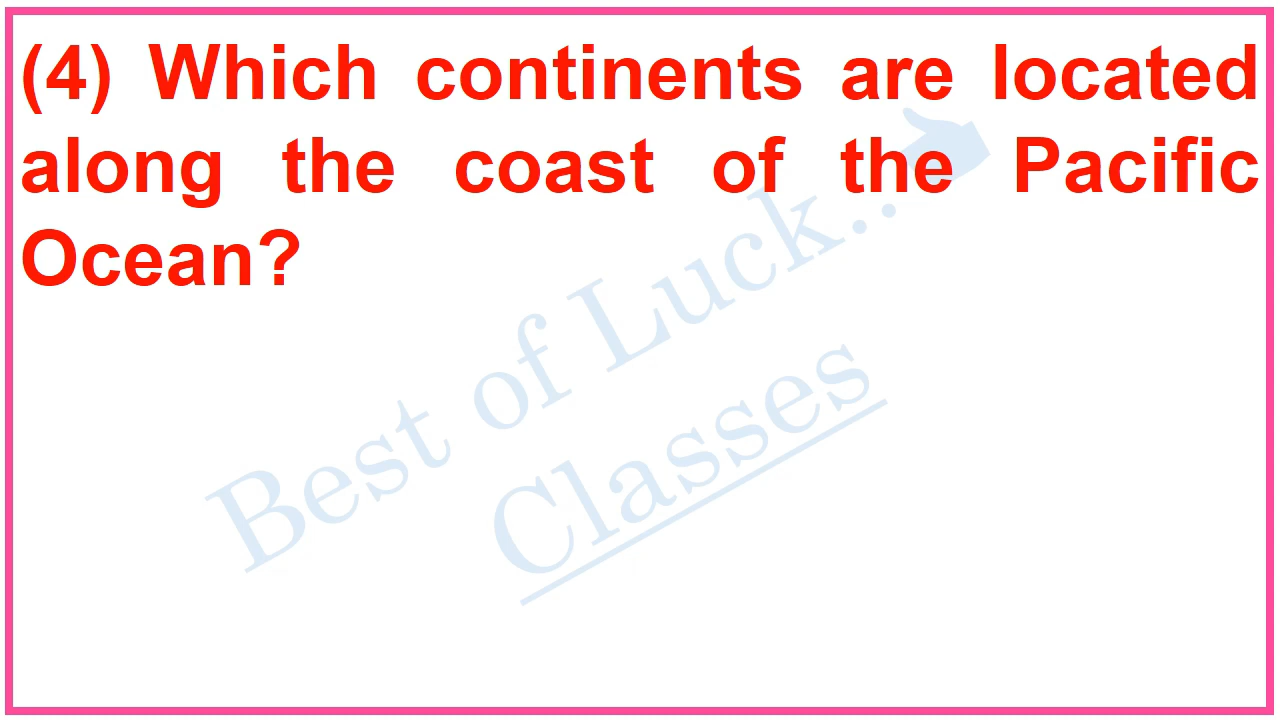 (4) Which continents are located
along the coast of the Pacific
Ocean?
Best of Luck...
Classes